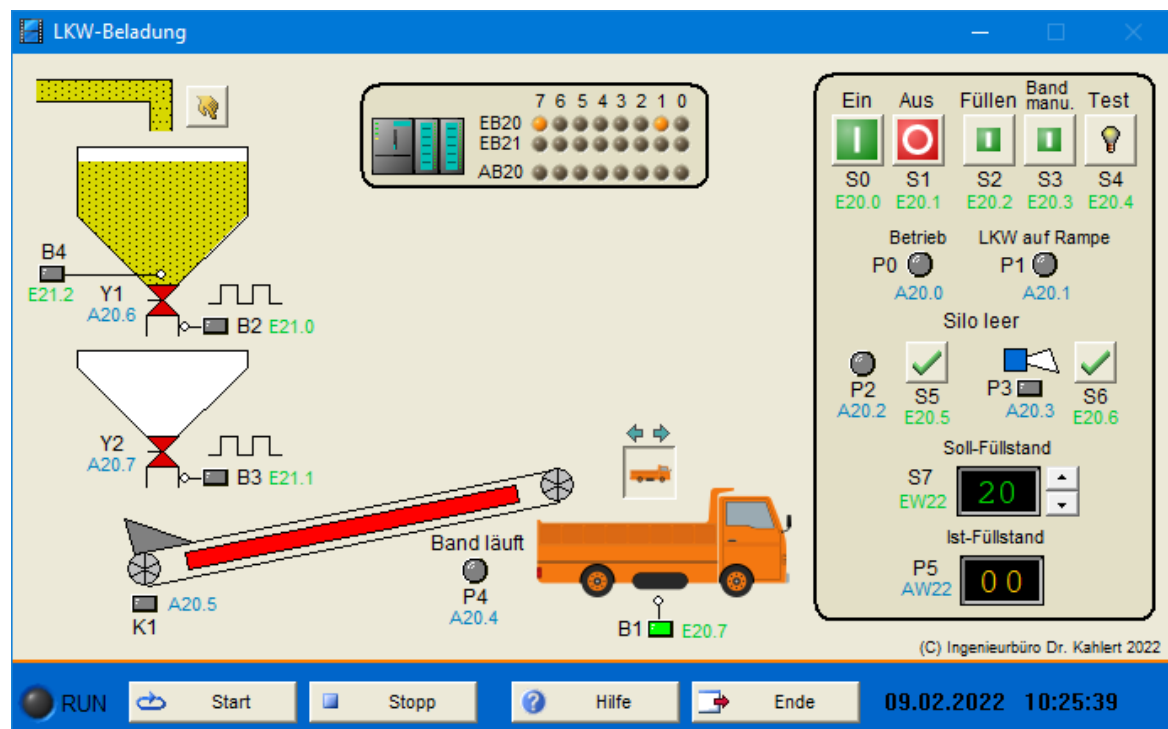 LKW-Beladung
7 6 5 4 3 2 1 0
EB20
EB21
AB20
B4
E21.2
Y1
A20.6
B2 E21.0
Y2
A20.7
B3 E21.1
A20.5
K1
Band läuft
P4
A20.4
B1 E20.7
Ein Aus Füllen Band manu. Test
S0 S1 S2 S3 S4
E20.0 E20.1 E20.2 E20.3 E20.4
Betrieb LKW auf Rampe
P0 P1
A20.0 A20.1
Silo leer
P2 S5 P3 S6
A20.2 E20.5 A20.3 E20.6
Soll-Füllstand
S7 20
EW22
Ist-Füllstand
P5 00
AW22
(C) Ingenieurbüro Dr. Kahlert 2022
RUN Start Stopp Hilfe Ende 09.02.2022 10:25:39